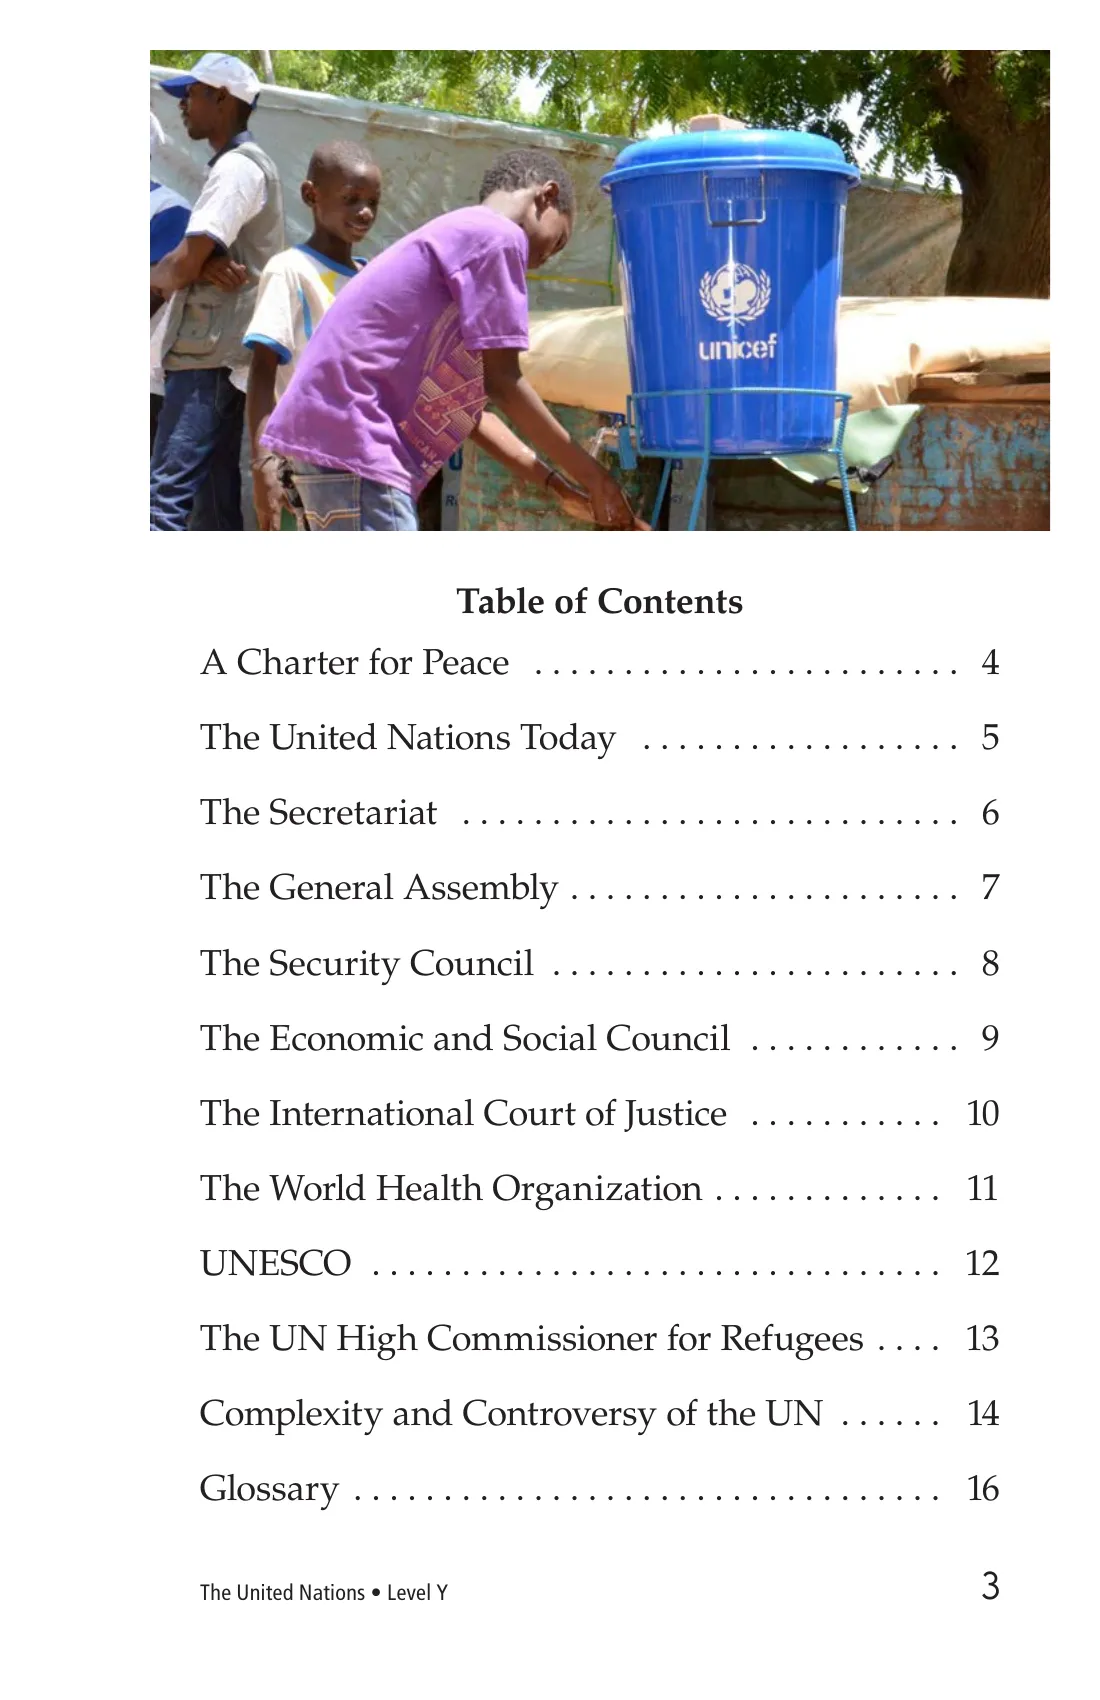 unicef
AFRICAN
Table of Contents
A Charter for Peace . . . . . . . . . . . . . . . . . . . . . . . . 4
The United Nations Today . . . . . . . . . . . . . . . . . . 5
The Secretariat . . . . . . . . . . . . . . . . . . . . . . . . . . . . 6
The General Assembly . . . . . . . . . . . . . . . . . . . . . . 7
The Security Council . . . . . . . . . . . . . . . . . . . . . . . 8
The Economic and Social Council . . . . . . . . . . . . 9
The International Court of Justice . . . . . . . . . . . 10
The World Health Organization . . . . . . . . . . . . . 11
UNESCO . . . . . . . . . . . . . . . . . . . . . . . . . . . . . . . . 12
The UN High Commissioner for Refugees . . . . 13
Complexity and Controversy of the UN . . . . . . 14
Glossary . . . . . . . . . . . . . . . . . . . . . . . . . . . . . . . . . 16
The United Nations • Level Y 3